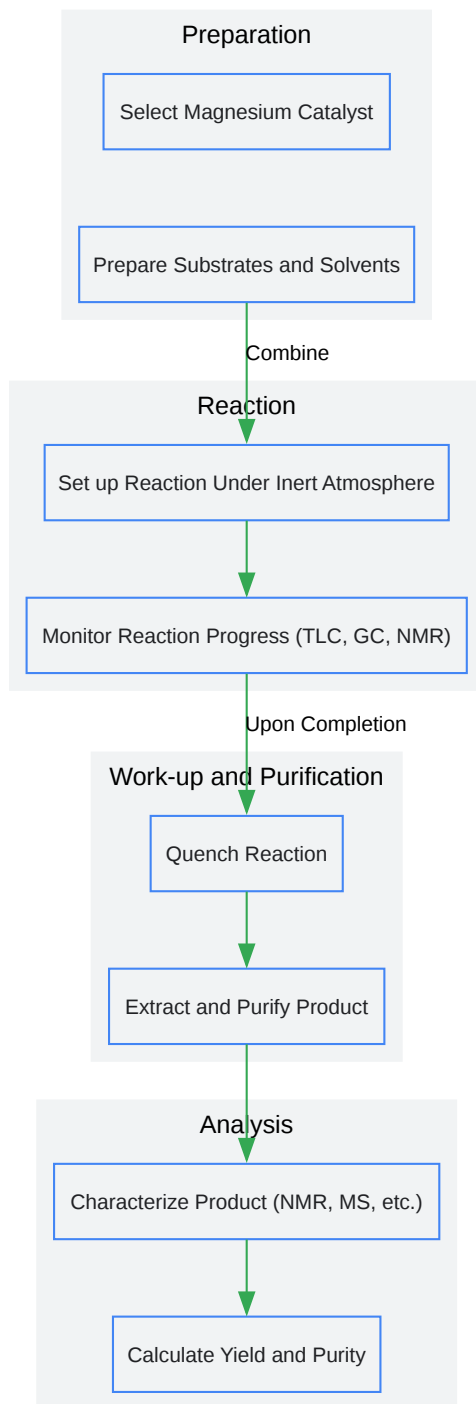 Preparation
Select Magnesium Catalyst
Prepare Substrates and Solvents
Combine
Reaction
Set up Reaction Under Inert Atmosphere
Monitor Reaction Progress (TLC, GC, NMR)
Upon Completion
Work-up and Purification
Quench Reaction
Extract and Purify Product
Analysis
Characterize Product (NMR, MS, etc.)
Calculate Yield and Purity